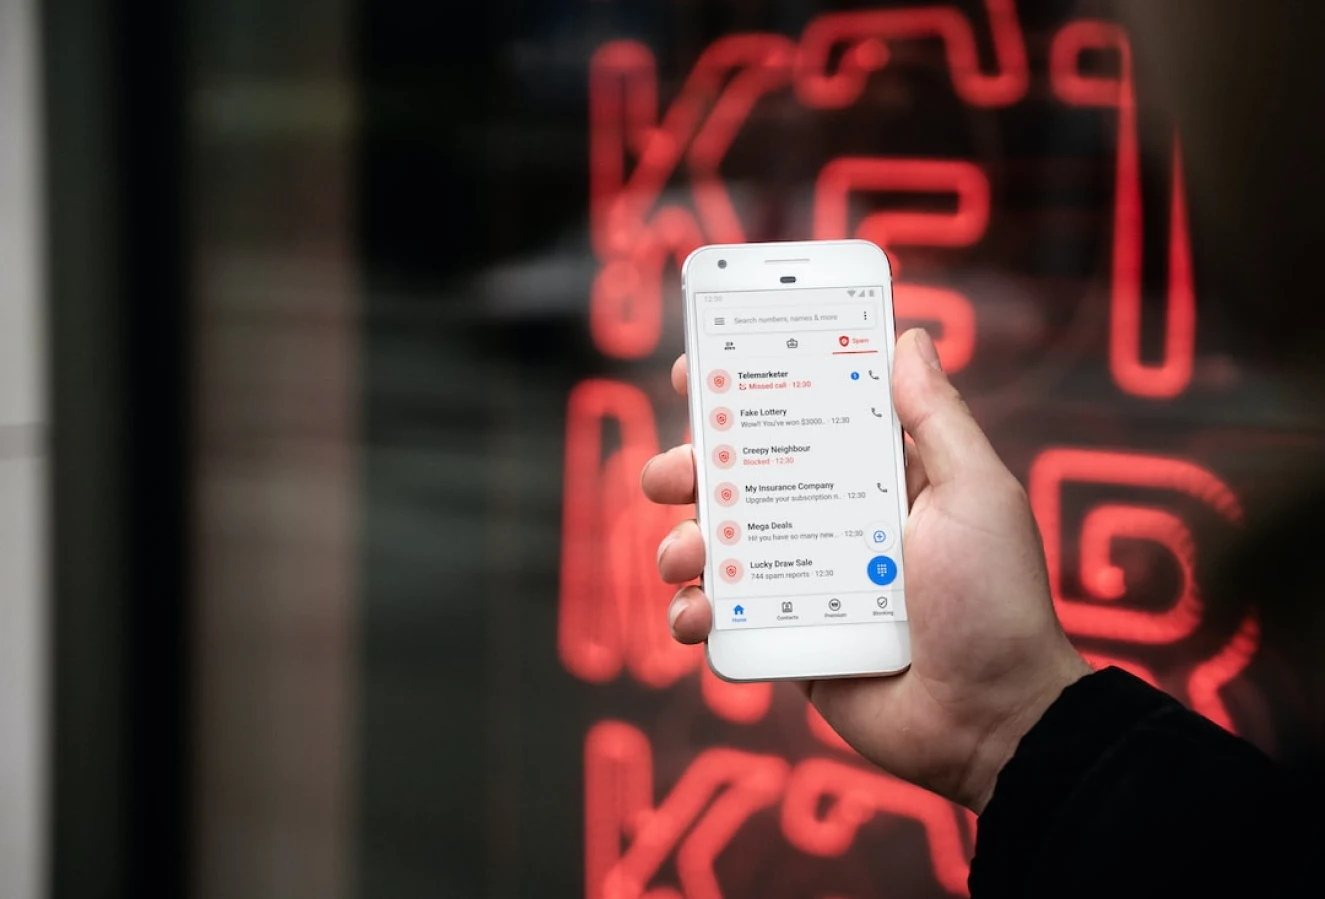 12:30
Search numbers, names & more
Spam
Telemarketer
Missed call · 12:30
1
Fake Lottery
Wow!! You've won $3000.. · 12:30
Creepy Neighbour
Blocked · 12:30
My Insurance Company
Upgrade your subscription n.. · 12:30
Mega Deals
Hi! you have so many new... · 12:30
Lucky Draw Sale
744 spam reports · 12:30
Home
Contacts
Premium
Blocking